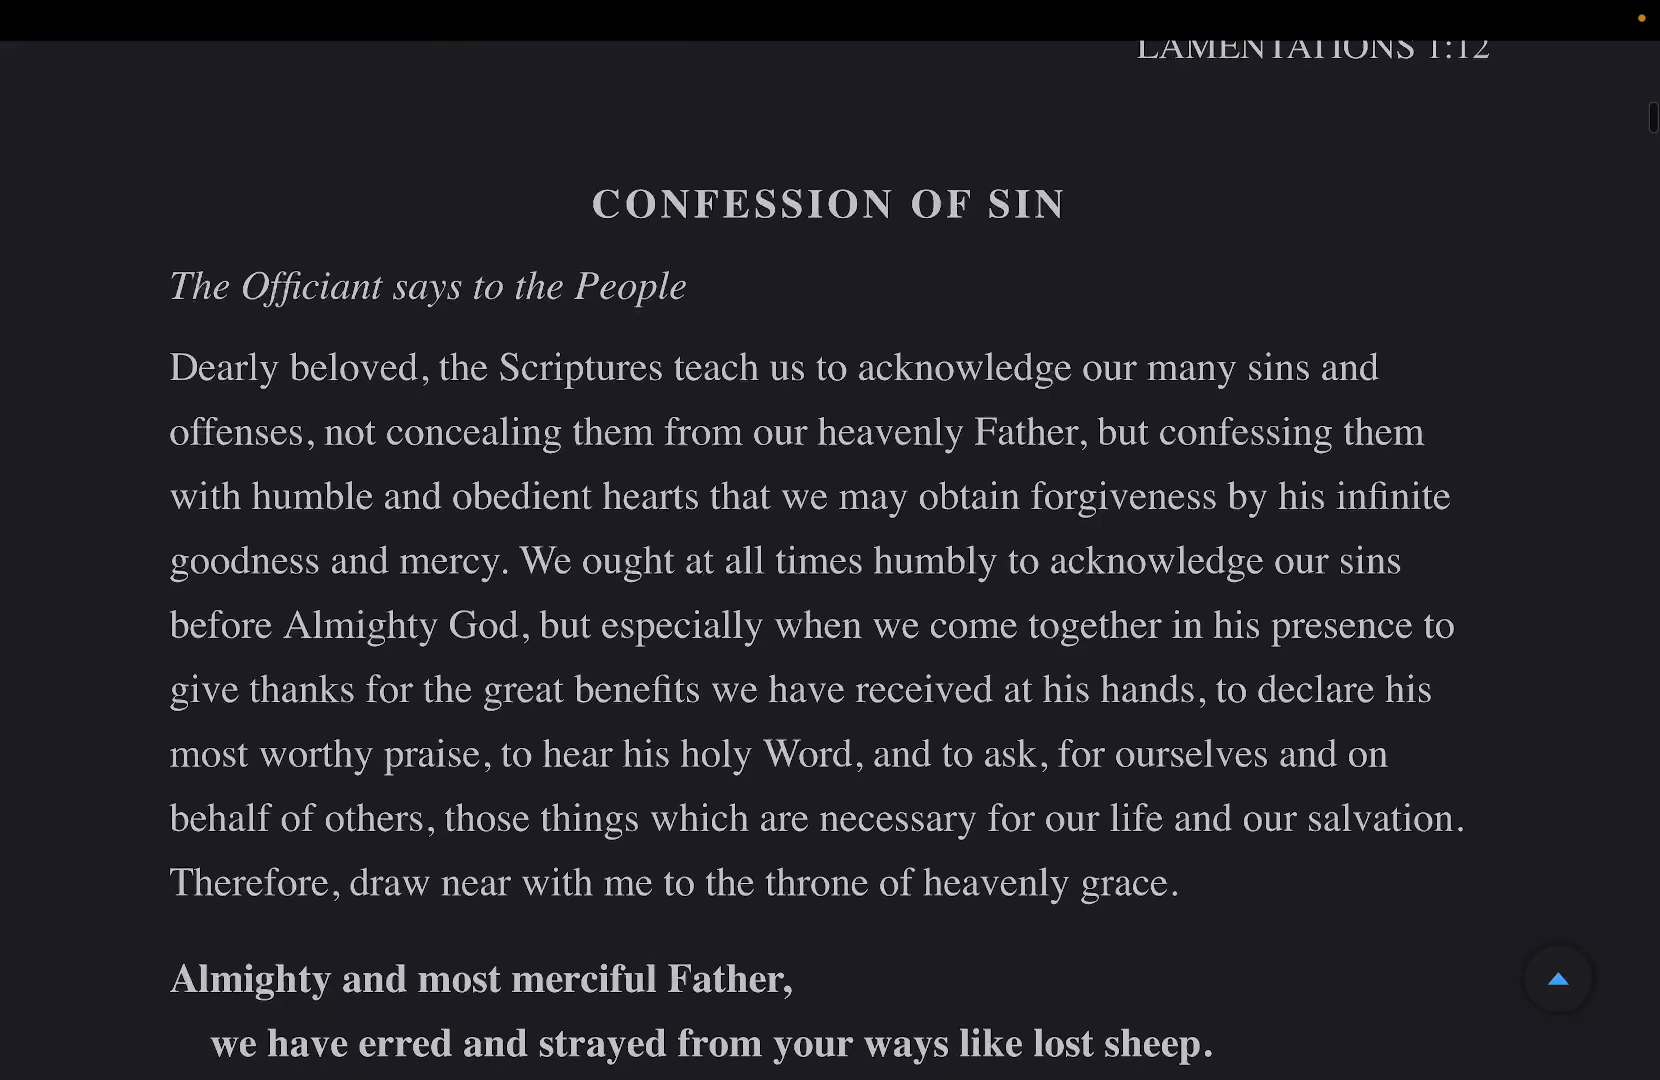 LAMENTATIONS 1:12
CONFESSION OF SIN
The Officiant says to the People
Dearly beloved, the Scriptures teach us to acknowledge our many sins and
offenses, not concealing them from our heavenly Father, but confessing them
with humble and obedient hearts that we may obtain forgiveness by his infinite
goodness and mercy. We ought at all times humbly to acknowledge our sins
before Almighty God, but especially when we come together in his presence to
give thanks for the great benefits we have received at his hands, to declare his
most worthy praise, to hear his holy Word, and to ask, for ourselves and on
behalf of others, those things which are necessary for our life and our salvation.
Therefore, draw near with me to the throne of heavenly grace.
Almighty and most merciful Father,
we have erred and strayed from your ways like lost sheep.